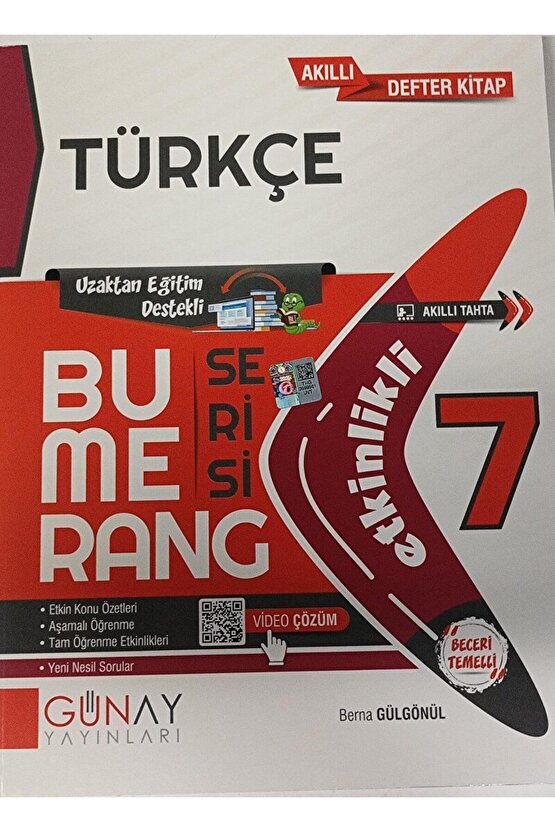 AKILLI
DEFTER KİTAP
TÜRKÇE
Uzaktan Eğitim
Destekli
AKILLI TAHTA
BU
ME
RANG
SE
Rİ
Sİ
etkinlikli
7
• Etkin Konu Özetleri
• Aşamalı Öğrenme
• Tam Öğrenme Etkinlikleri
• Yeni Nesil Sorular
VİDEO ÇÖZÜM
BECERİ
TEMELLİ
GÜNAY
YAYINLARI
Berna GÜLGÖNÜL